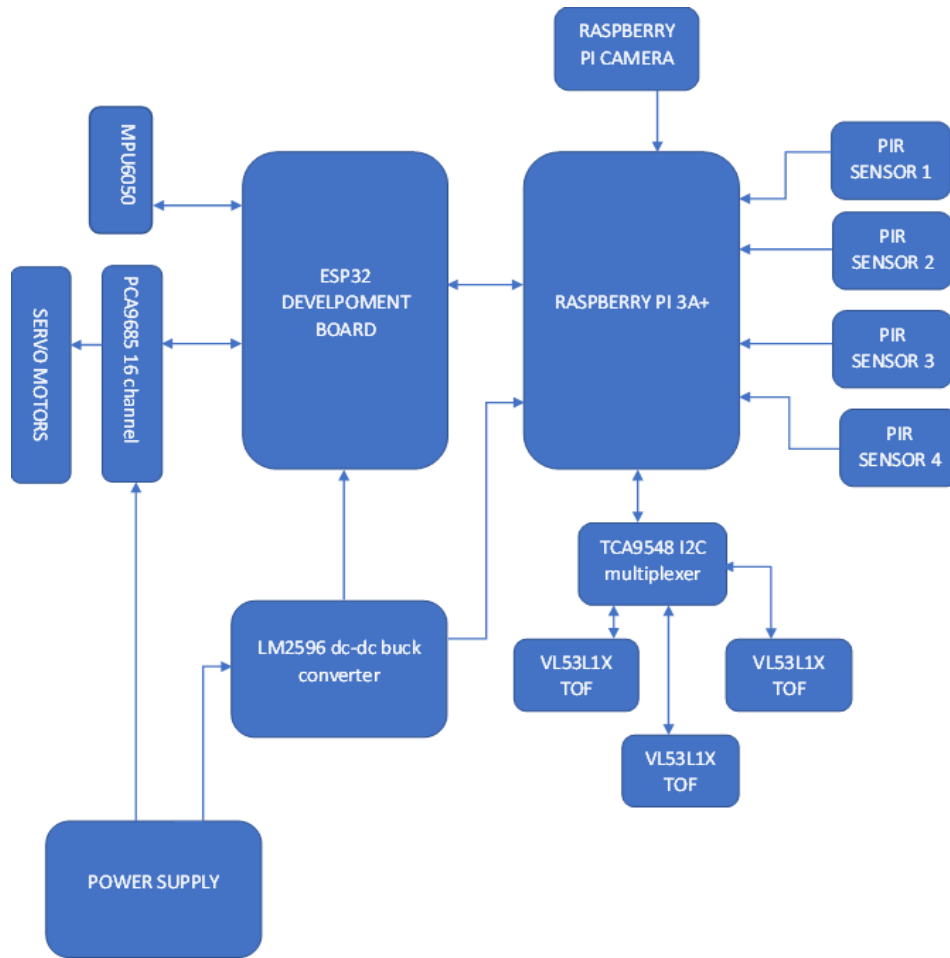 RASPBERRY
PI CAMERA
MPU6050
PIR
SENSOR 1
PIR
SENSOR 2
ESP32
DEVELPOMENT
BOARD
RASPBERRY PI 3A+
SERVO MOTORS
PCA9685 16 channel
PIR
SENSOR 3
PIR
SENSOR 4
TCA9548 I2C
multiplexer
LM2596 dc-dc buck
converter
VL53L1X
TOF
VL53L1X
TOF
VL53L1X
TOF
POWER SUPPLY